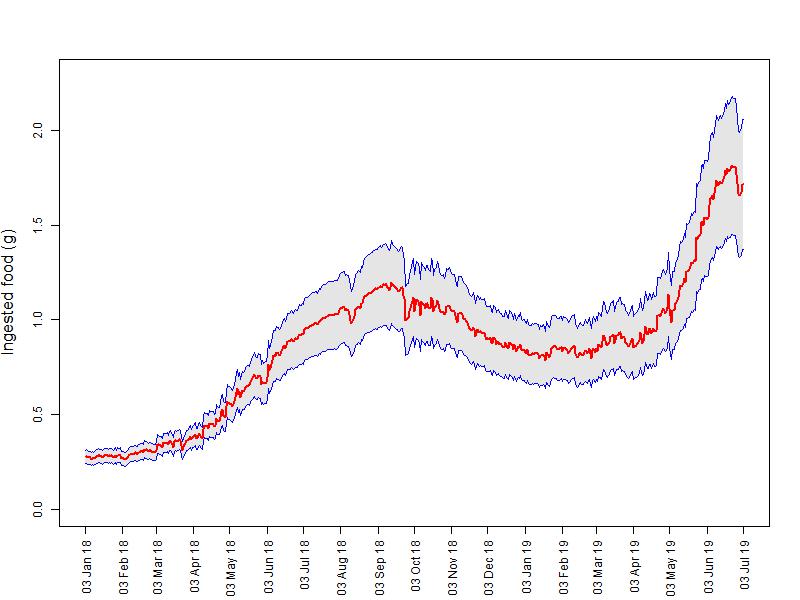 Ingested food (g)
2.0
1.5
1.0
0.5
0.0
03 Jan 18
03 Feb 18
03 Mar 18
03 Apr 18
03 May 18
03 Jun 18
03 Jul 18
03 Aug 18
03 Sep 18
03 Oct 18
03 Nov 18
03 Dec 18
03 Jan 19
03 Feb 19
03 Mar 19
03 Apr 19
03 May 19
03 Jun 19
03 Jul 19